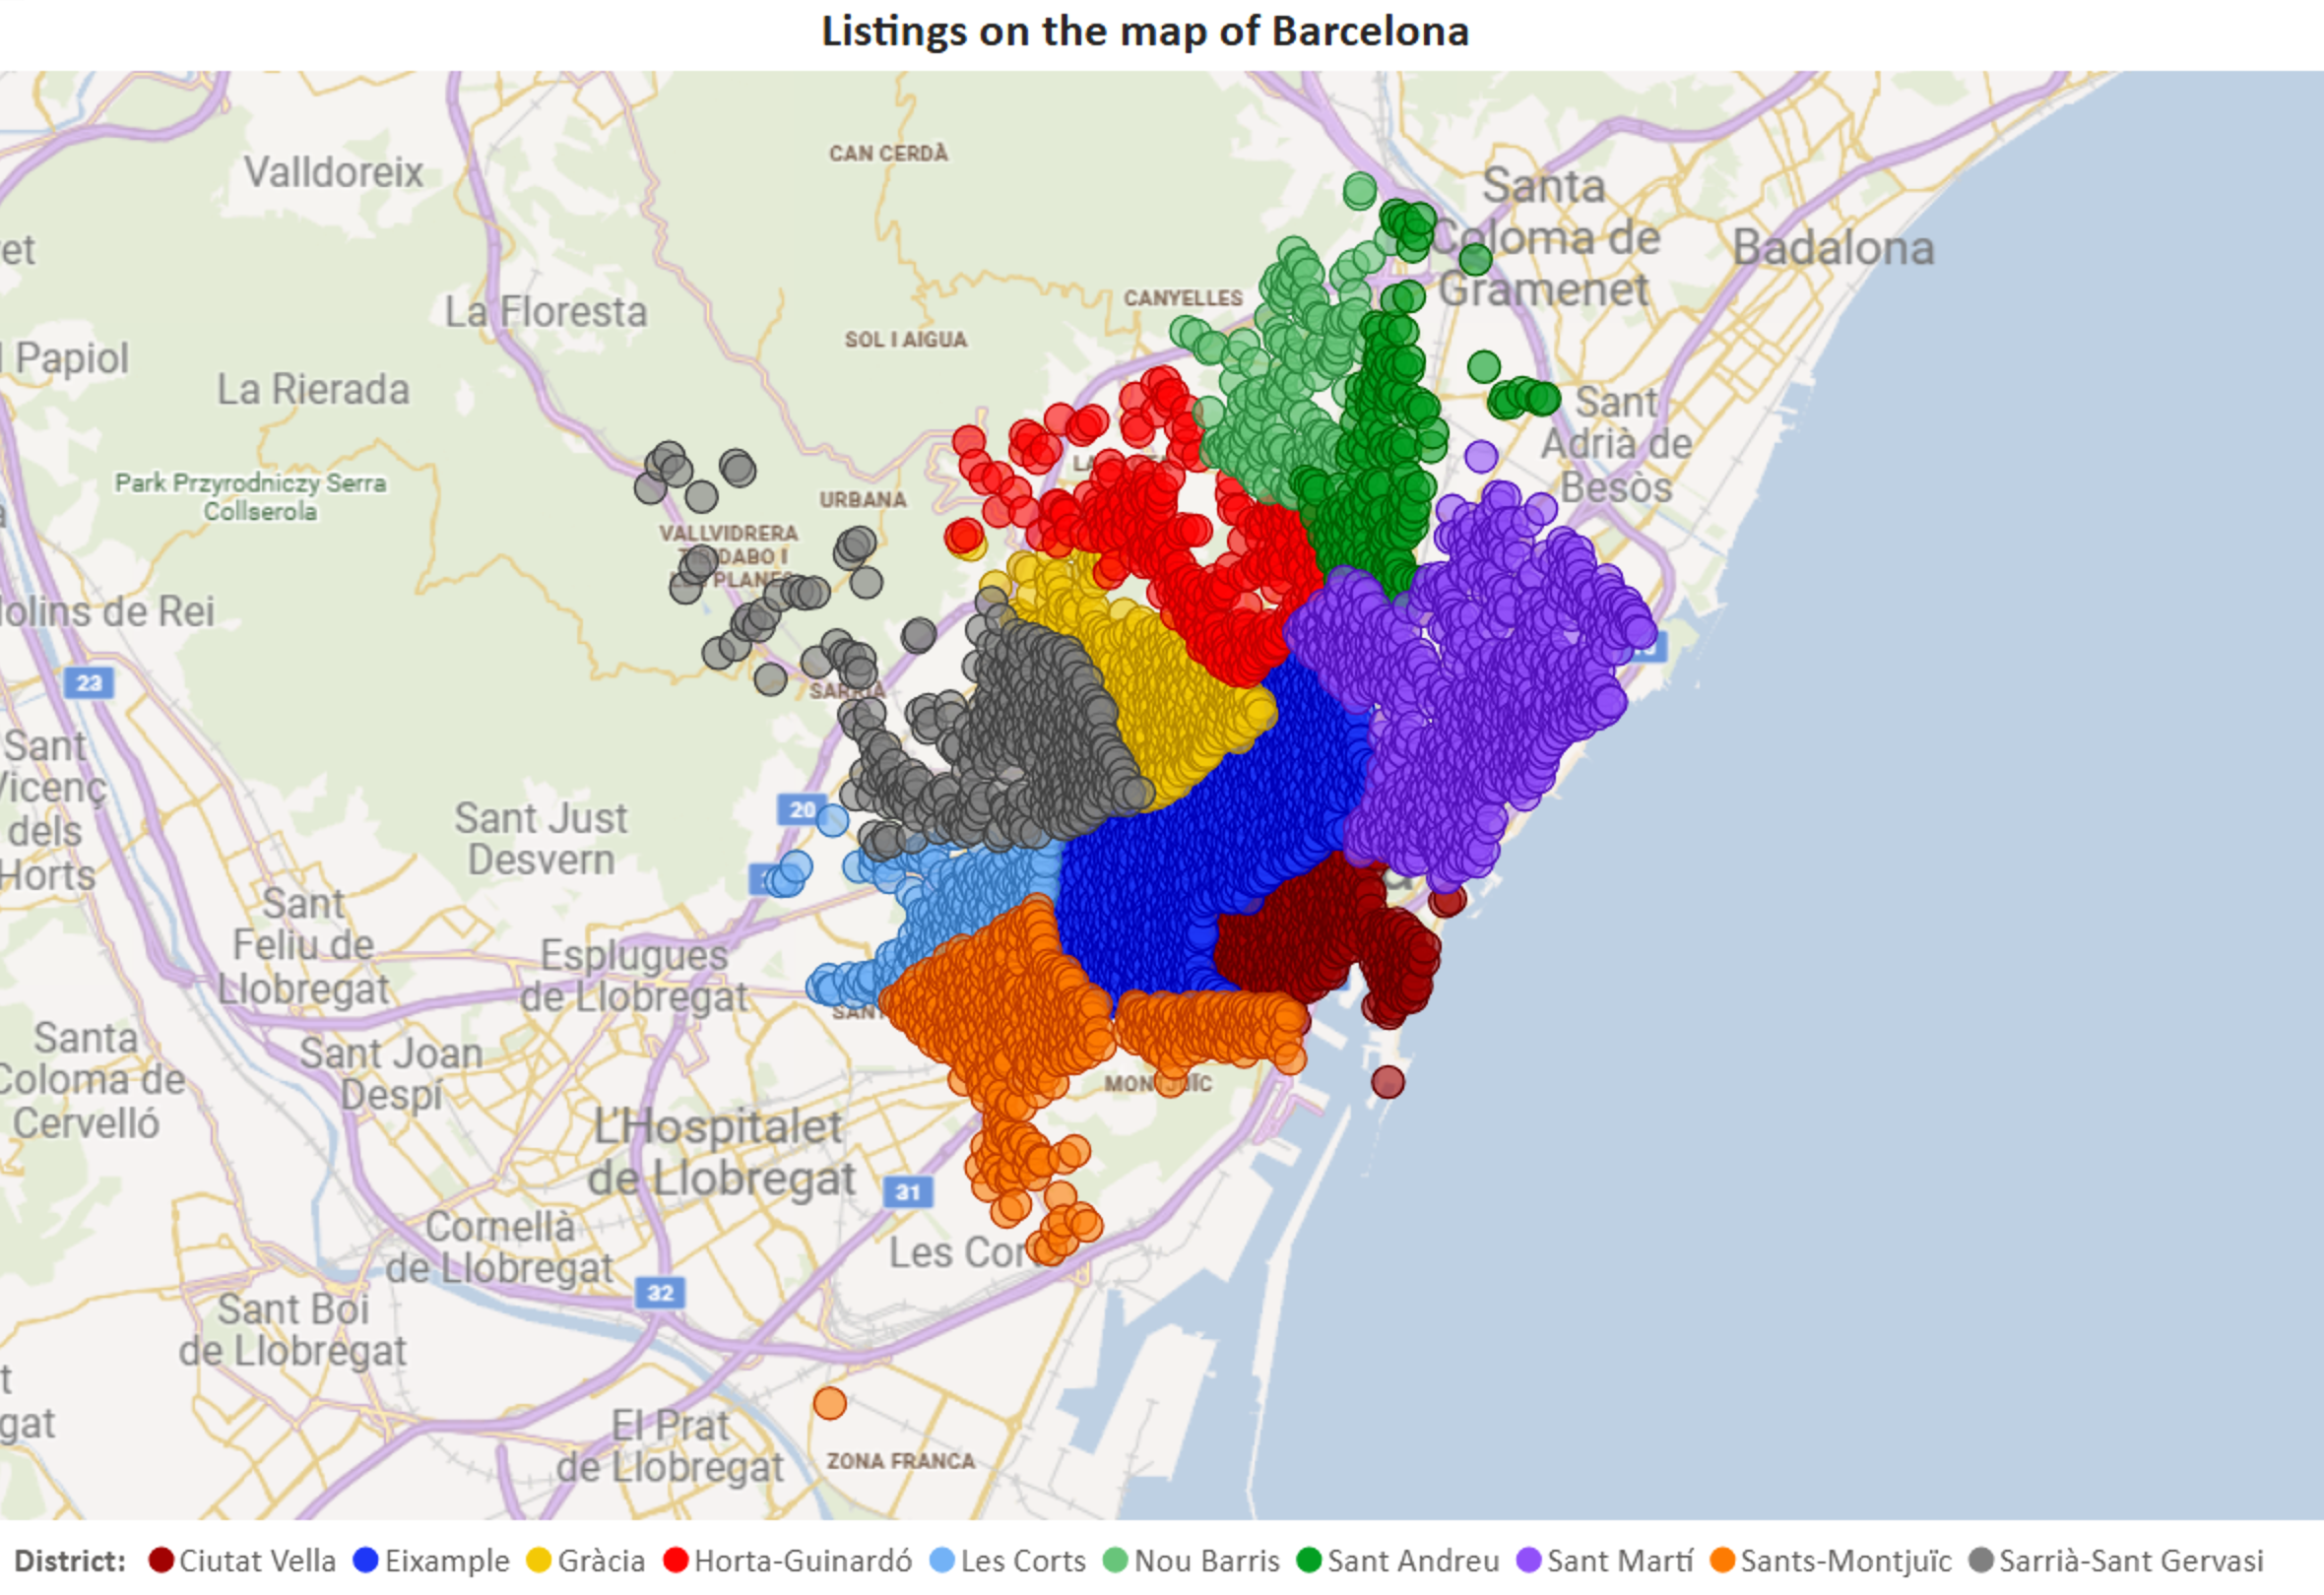 Listings on the map of Barcelona
CAN CERDÀ
Valldoreix
Santa
Coloma de
Gramenet
Badalona
et
La Floresta
CANYELLES
SOL I AIGUA
Papiol
La Rierada
Sant
Adrià de
Besòs
Park Przyrodniczy Serra
Collserola
URBANA
VALLVIDRERA
PLANES
olins de Rei
23
SARRIÀ
Sant
Vicenç
dels
Horts
20
Sant Just
Desvern
Sant
Feliu de
Llobregat
Esplugues
de Llobregat
SANT
Santa
Coloma de
Cervelló
Sant Joan
Despí
MONTJUÏC
L'Hospitalet
de Llobregat
31
Cornellà
de Llobregat
Les Cor
32
Sant Boi
de Llobregat
t
gat
El Prat
de Llobregat
ZONA FRANCA
District: Ciutat Vella Eixample Gràcia Horta-Guinardó Les Corts Nou Barris Sant Andreu Sant Martí Sants-Montjuïc Sarrià-Sant Gervasi